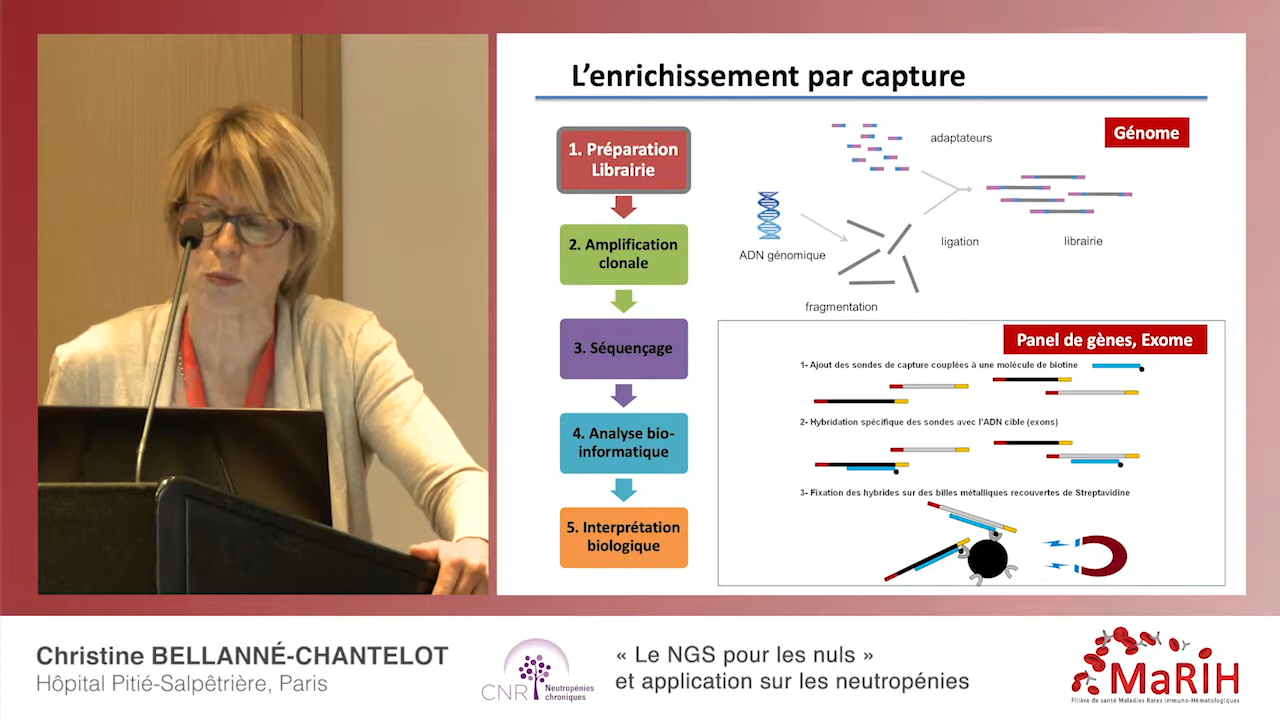 L’enrichissement par capture
1. Préparation
Librairie
2. Amplification
clonale
3. Séquençage
4. Analyse bio-
informatique
5. Interprétation
biologique
Génome
adaptateurs
ADN génomique
fragmentation
ligation
librairie
Panel de gènes, Exome
1- Ajout des sondes de capture couplées à une molécule de biotine
2- Hybridation spécifique des sondes avec l'ADN cible (exons)
3- Fixation des hybrides sur des billes métalliques recouvertes de Streptavidine
Christine BELLANNÉ-CHANTELOT
Hôpital Pitié-Salpêtrière, Paris
CNR
Neutropénies
chroniques
« Le NGS pour les nuls »
et application sur les neutropénies
MaRIH
Filière de santé Maladies Rares Immuno-Hématologiques